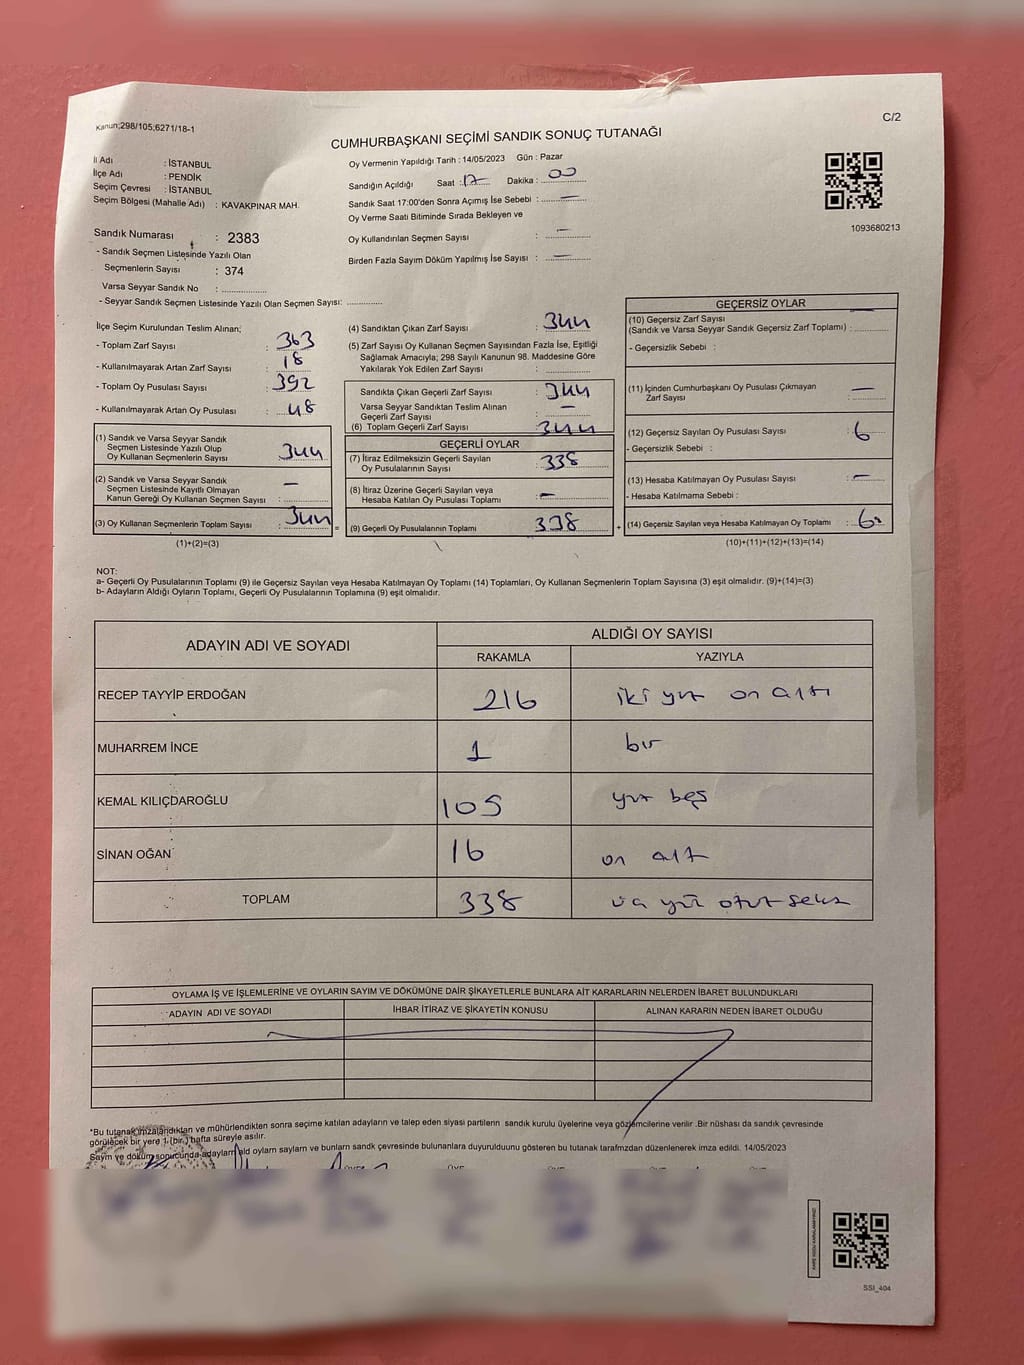 Kanun;298/105;6271/18-1
C/2
CUMHURBAŞKANI SEÇİMİ SANDIK SONUÇ TUTANAĞI
İl Adı : İSTANBUL
İlçe Adı : PENDİK
Seçim Çevresi : İSTANBUL
Seçim Bölgesi (Mahalle Adı) : KAVAKPINAR MAH.
Sandık Numarası : 2383
- Sandık Seçmen Listesinde Yazılı Olan
Seçmenlerin Sayısı : 374
Varsa Seyyar Sandık No :
- Seyyar Sandık Seçmen Listesinde Yazılı Olan Seçmen Sayısı:
Oy Vermenin Yapıldığı Tarih : 14/05/2023 Gün : Pazar
Sandığın Açıldığı Saat : 17 Dakika : 00
Sandık Saat 17:00'den Sonra Açımış İse Sebebi : —
Oy Verme Saati Bitiminde Sırada Bekleyen ve
Oy Kullandırılan Seçmen Sayısı : —
Birden Fazla Sayım Döküm Yapılmış İse Sayısı : —
1093680213
İlçe Seçim Kurulundan Teslim Alınan;
- Toplam Zarf Sayısı : 363
- Kullanılmayarak Artan Zarf Sayısı : 18
- Toplam Oy Pusulası Sayısı : 392
- Kullanılmayarak Artan Oy Pusulası : 48
(1) Sandık ve Varsa Seyyar Sandık
Seçmen Listesinde Yazılı Olup
Oy Kullanan Seçmenlerin Sayısı : 344
(2) Sandık ve Varsa Seyyar Sandık
Seçmen Listesinde Kayıtlı Olmayan
Kanun Gereği Oy Kullanan Seçmen Sayısı : —
(3) Oy Kullanan Seçmenlerin Toplam Sayısı : 344 =
(1)+(2)=(3)
(4) Sandıktan Çıkan Zarf Sayısı : 344
(5) Zarf Sayısı Oy Kullanan Seçmen Sayısından Fazla İse, Eşitliği
Sağlamak Amacıyla; 298 Sayılı Kanunun 98. Maddesine Göre
Yakılarak Yok Edilen Zarf Sayısı :
Sandıkta Çıkan Geçerli Zarf Sayısı : 344
Varsa Seyyar Sandıktan Teslim Alınan
Geçerli Zarf Sayısı : —
(6) Toplam Geçerli Zarf Sayısı : 344
GEÇERLİ OYLAR
(7) İtiraz Edilmeksizin Geçerli Sayılan
Oy Pusulalarının Sayısı : 338
(8) İtiraz Üzerine Geçerli Sayılan veya
Hesaba Katılan Oy Pusulası Toplamı : —
(9) Geçerli Oy Pusulalarının Toplamı : 338 +
GEÇERSİZ OYLAR
(10) Geçersiz Zarf Sayısı
(Sandık ve Varsa Seyyar Sandık Geçersiz Zarf Toplamı) :
- Geçersizlik Sebebi :
(11) İçinden Cumhurbaşkanı Oy Pusulası Çıkmayan
Zarf Sayısı : —
(12) Geçersiz Sayılan Oy Pusulası Sayısı : 6
- Geçersizlik Sebebi :
(13) Hesaba Katılmayan Oy Pusulası Sayısı : —
- Hesaba Katılmama Sebebi :
(14) Geçersiz Sayılan veya Hesaba Katılmayan Oy Toplamı : 6
(10)+(11)+(12)+(13)=(14)
NOT:
a- Geçerli Oy Pusulalarının Toplamı (9) ile Geçersiz Sayılan veya Hesaba Katılmayan Oy Toplamı (14) Toplamları, Oy Kullanan Seçmenlerin Toplam Sayısına (3) eşit olmalıdır. (9)+(14)=(3)
b- Adayların Aldığı Oyların Toplamı, Geçerli Oy Pusulalarının Toplamına (9) eşit olmalıdır.
ADAYIN ADI VE SOYADI ALDIĞI OY SAYISI
RAKAMLA YAZIYLA
RECEP TAYYİP ERDOĞAN 216 iki yüz on altı
MUHARREM İNCE 1 bir
KEMAL KILIÇDAROĞLU 105 yüz beş
SİNAN OĞAN 16 on altı
TOPLAM 338 üç yüz otuz sekiz
OYLAMA İŞ VE İŞLEMLERİNE VE OYLARIN SAYIM VE DÖKÜMÜNE DAİR ŞİKAYETLERLE BUNLARA AİT KARARLARIN NELERDEN İBARET BULUNDUKLARI
ADAYIN ADI VE SOYADI İHBAR İTİRAZ VE ŞİKAYETİN KONUSU ALINAN KARARIN NEDEN İBARET OLDUĞU
*Bu tutanak imzalandıktan ve mühürlendikten sonra seçime katılan adayların ve talep eden siyasi partilerin sandık kurulu üyelerine veya gözlemcilerine verilir .Bir nüshası da sandık çevresinde
görülecek bir yere 1 (bir ) hafta süreyle asılır.
Sayım ve döküm sonucunda adayların ald oyların sayların ve bunların sandk çevresinde bulunanlara duyurulduunu gösteren bu tutanak tarafmzdan düzenlenerek imza edildi. 14/05/2023
SSI_404